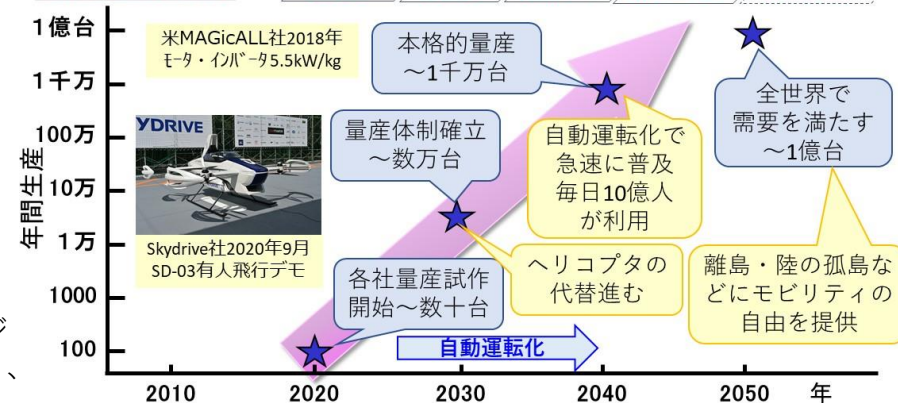 1億台
1千万
100万
10万
1万
1000
100
年間生産
米MAGicALL社2018年
モータ・インバータ5.5kW/kg
YDRIVE
Skydrive社2020年9月
SD-03有人飛行デモ
各社量産試作
開始～数十台
量産体制確立
～数万台
本格的量産
～1千万台
全世界で
需要を満たす
～1億台
自動運転化で
急速に普及
毎日10億人
が利用
ヘリコプタの
代替進む
離島・陸の孤島な
どにモビリティの
自由を提供
自動運転化
ジ
、
2010
2020
2030
2040
2050
年